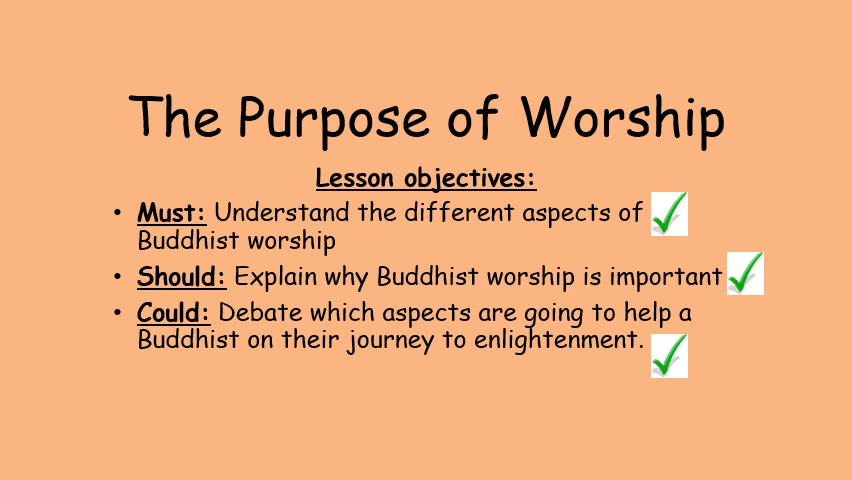 The Purpose of Worship
Lesson objectives:
• Must: Understand the different aspects of
Buddhist worship
• Should: Explain why Buddhist worship is important
• Could: Debate which aspects are going to help a
Buddhist on their journey to enlightenment.